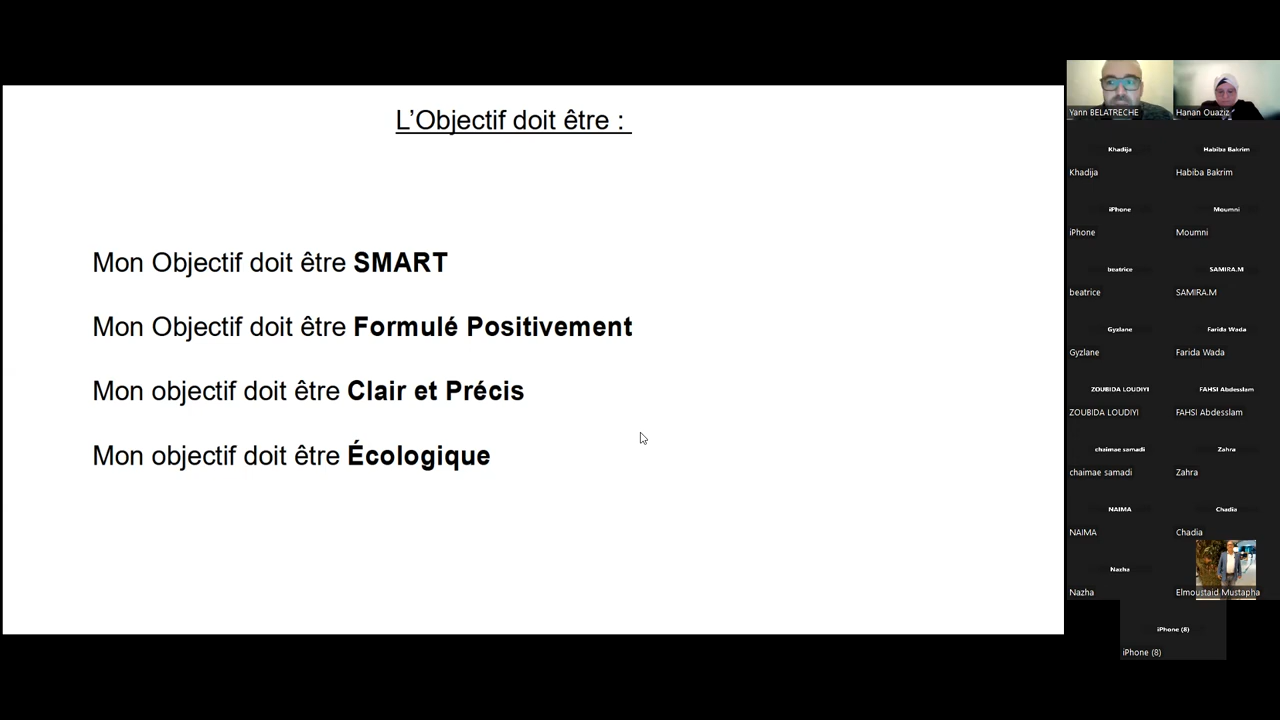 L’Objectif doit être :
Mon Objectif doit être SMART
Mon Objectif doit être Formulé Positivement
Mon objectif doit être Clair et Précis
Mon objectif doit être Écologique
Yann BELATRECHE
Hanan Ouaziz
Khadija
Habiba Bakrim
Khadija
Habiba Bakrim
iPhone
Moumni
iPhone
Moumni
beatrice
SAMIRA.M
beatrice
SAMIRA.M
Gyzlane
Farida Wada
Gyzlane
Farida Wada
ZOUBIDA LOUDIYI
FAHSI Abdesslam
ZOUBIDA LOUDIYI
FAHSI Abdesslam
chaimae samadi
Zahra
chaimae samadi
Zahra
NAIMA
Chadia
NAIMA
Chadia
Nazha
Nazha
Elmoustaid Mustapha
iPhone (8)
iPhone (8)